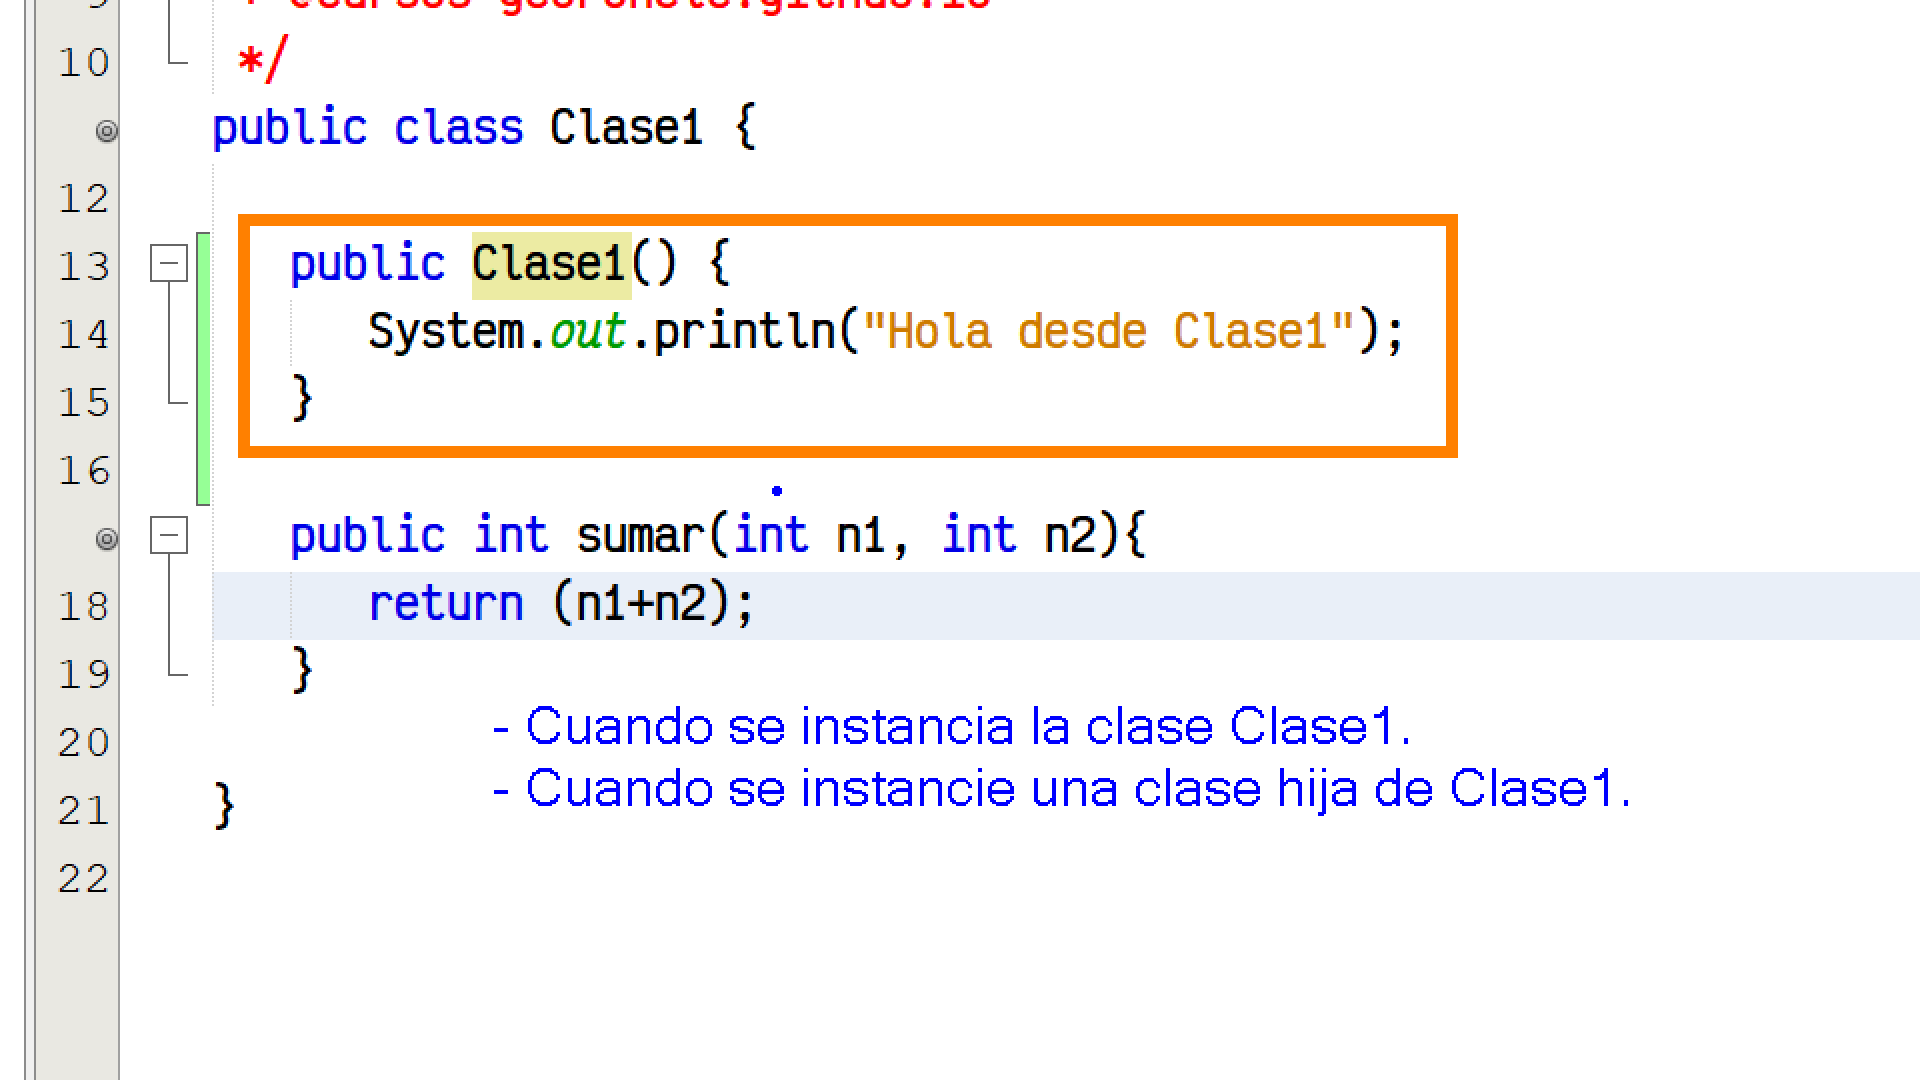 10 */
public class Clase1 {
12
13 public Clase1() {
14 System.out.println("Hola desde Clase1");
15 }
16
public int sumar(int n1, int n2){
18 return (n1+n2);
19 }
20 - Cuando se instancia la clase Clase1.
21 } - Cuando se instancie una clase hija de Clase1.
22